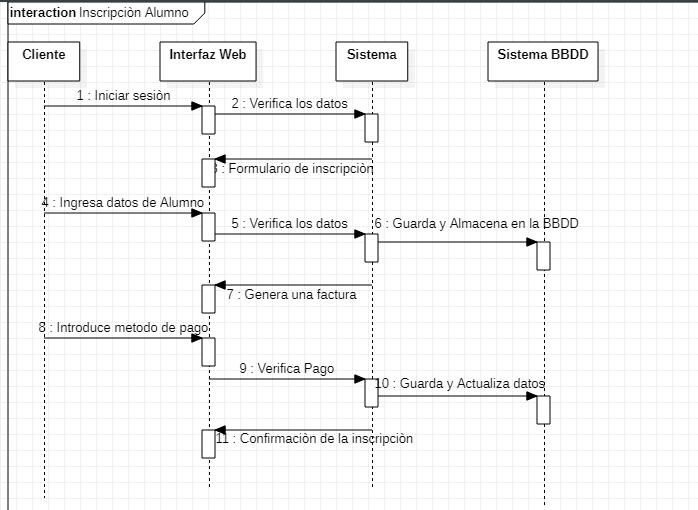 interaction Inscripciòn Alumno
Cliente
Interfaz Web
Sistema
Sistema BBDD
1 : Iniciar sesiòn
2 : Verifica los datos
3 : Formulario de inscripciòn
4 : Ingresa datos de Alumno
5 : Verifica los datos
6 : Guarda y Almacena en la BBDD
7 : Genera una factura
8 : Introduce metodo de pago
9 : Verifica Pago
10 : Guarda y Actualiza datos
11 : Confirmaciòn de la inscripciòn